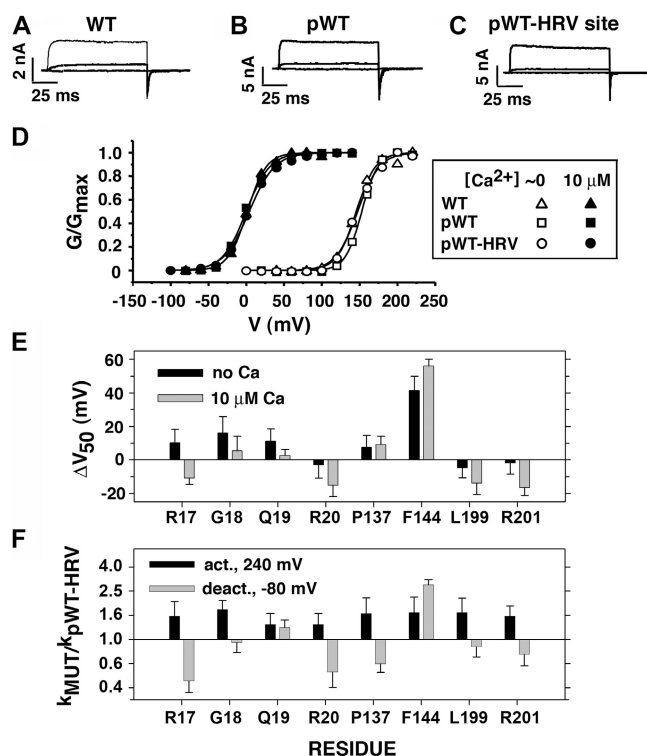 A
WT
2 nA
25 ms
B
pWT
5 nA
25 ms
C
pWT-HRV site
5 nA
25 ms
D
G/Gmax
1.0
0.8
0.6
0.4
0.2
0
-150 -100 -50 0 50 100 150 200 250
V (mV)
[Ca2+] ~0 10 μM
WT
pWT
pWT-HRV
E
ΔV50 (mV)
60
40
20
0
-20
no Ca
10 μM Ca
R17 G18 Q19 R20 P137 F144 L199 R201
F
kMUT/kpWT-HRV
4.0
2.5
1.6
1.0
0.6
0.4
act., 240 mV
deact., -80 mV
R17 G18 Q19 R20 P137 F144 L199 R201
RESIDUE